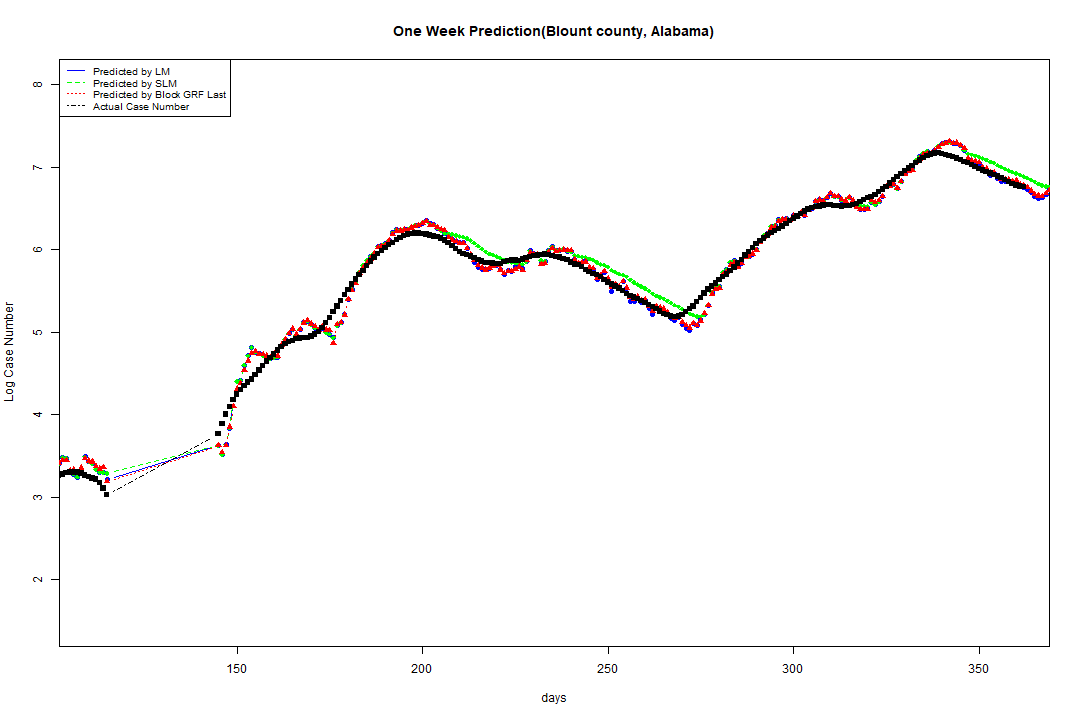 One Week Prediction(Blount county, Alabama)
Predicted by LM
Predicted by SLM
Predicted by Block GRF Last
Actual Case Number
8
7
6
5
4
3
2
Log Case Number
150 200 250 300 350
days